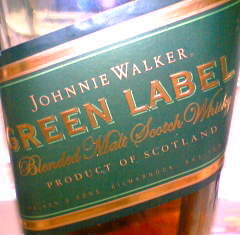 JOHNNIE WALKER
GREEN LABEL
Blended Malt Scotch Whisky
PRODUCT OF SCOTLAND